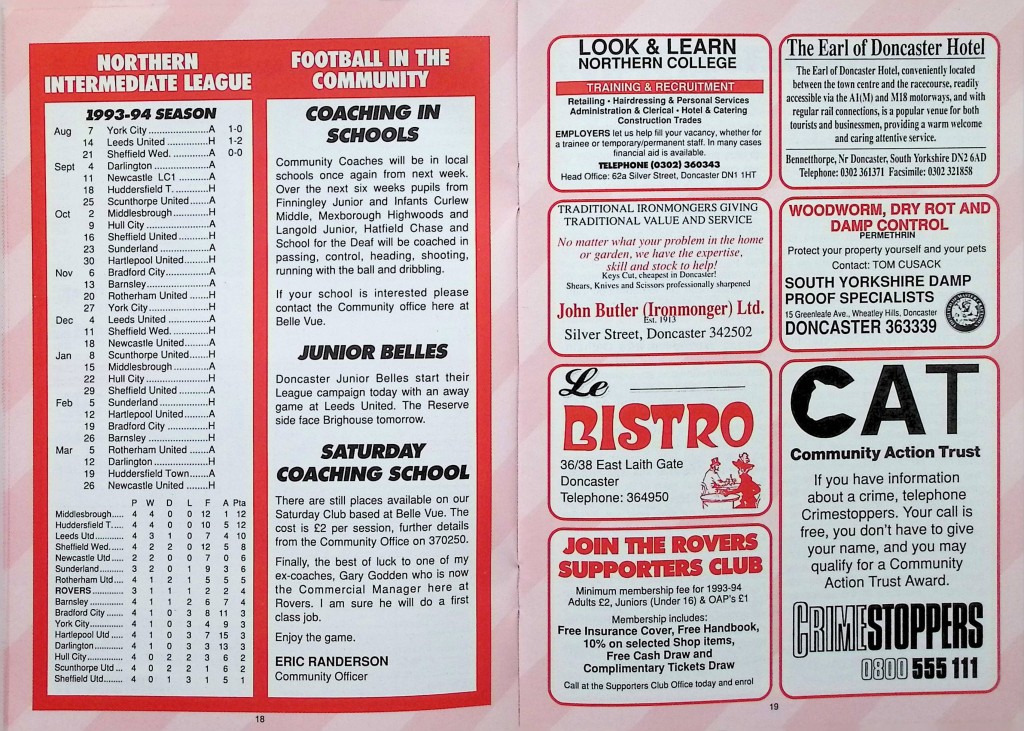 NORTHERN
INTERMEDIATE LEAGUE
1993-94 SEASON
Aug 7 York City ......................A 1-0
14 Leeds United ................H 1-2
21 Sheffield Wed. ..............A 0-0
Sept 4 Darlington .....................A
11 Newcastle LC1 ..........A
18 Huddersfield T. .............H
25 Scunthorpe United........A
Oct 2 Middlesbrough..............H
9 Hull City .......................A
16 Sheffield United............H
23 Sunderland ..................A
30 Hartlepool United..........H
Nov 6 Bradford City.................A
13 Barnsley.......................A
20 Rotherham United ........H
27 York City ......................H
Dec 4 Leeds United ................A
11 Sheffield Wed. ..............H
18 Newcastle United..........A
Jan 8 Scunthorpe United........H
15 Middlesbrough..............A
22 Hull City .......................H
29 Sheffield United............A
Feb 5 Sunderland ..................H
12 Hartlepool United..........A
19 Bradford City ................H
26 Barnsley ......................H
Mar 5 Rotherham United ........A
12 Darlington.....................H
19 Huddersfield Town........A
26 Newcastle United..........H
P W D L F A Pta
Middlesbrough..... 4 4 0 0 12 1 12
Huddersfield T..... 4 4 0 0 10 5 12
Leeds Utd ........... 4 3 1 0 7 4 10
Sheffield Wed...... 4 2 2 0 12 5 8
Newcastle Utd .... 2 2 0 0 7 0 6
Sunderland.......... 3 2 0 1 9 3 6
Rotherham Utd ... 4 1 2 1 5 5 5
ROVERS............. 3 1 1 1 2 2 4
Barnsley .............. 4 1 1 2 6 7 4
Bradford City ....... 4 1 0 3 8 11 3
York City.............. 4 1 0 3 4 9 3
Hartlepool Utd ..... 4 1 0 3 7 15 3
Darlington............ 4 1 0 3 3 13 3
Hull City............... 4 0 2 2 3 6 2
Scunthorpe Utd ... 4 0 2 2 1 6 2
Sheffield Utd........ 4 0 1 3 1 5 1
FOOTBALL IN THE
COMMUNITY
COACHING IN
SCHOOLS
Community Coaches will be in local
schools once again from next week.
Over the next six weeks pupils from
Finningley Junior and Infants Curlew
Middle, Mexborough Highwoods and
Langold Junior, Hatfield Chase and
School for the Deaf will be coached in
passing, control, heading, shooting,
running with the ball and dribbling.
If your school is interested please
contact the Community office here at
Belle Vue.
JUNIOR BELLES
Doncaster Junior Belles start their
League campaign today with an away
game at Leeds United. The Reserve
side face Brighouse tomorrow.
SATURDAY
COACHING SCHOOL
There are still places available on our
Saturday Club based at Belle Vue. The
cost is £2 per session, further details
from the Community Office on 370250.
Finally, the best of luck to one of my
ex-coaches, Gary Godden who is now
the Commercial Manager here at
Rovers. I am sure he will do a first
class job.
Enjoy the game.
ERIC RANDERSON
Community Officer
18
LOOK & LEARN
NORTHERN COLLEGE
TRAINING & RECRUITMENT
Retailing • Hairdressing & Personal Services
Administration & Clerical • Hotel & Catering
Construction Trades
EMPLOYERS let us help fill your vacancy, whether for
a trainee or temporary/permanent staff. In many cases
financial aid is available.
TELEPHONE (0302) 360343
Head Office: 62a Silver Street, Doncaster DN1 1HT
TRADITIONAL IRONMONGERS GIVING
TRADITIONAL VALUE AND SERVICE
No matter what your problem in the home
or garden, we have the expertise,
skill and stock to help!
Keys Cut, cheapest in Doncaster!
Shears, Knives and Scissors professionally sharpened
John Butler (Ironmonger) Ltd.
Est. 1913
Silver Street, Doncaster 342502
Le
BISTRO
36/38 East Laith Gate
Doncaster
Telephone: 364950
JOIN THE ROVERS
SUPPORTERS CLUB
Minimum membership fee for 1993-94
Adults £2, Juniors (Under 16) & OAP's £1
Membership includes:
Free Insurance Cover, Free Handbook,
10% on selected Shop items,
Free Cash Draw and
Complimentary Tickets Draw
Call at the Supporters Club Office today and enrol
The Earl of Doncaster Hotel
The Earl of Doncaster Hotel, conveniently located
between the town centre and the racecourse, readily
accessible via the A1(M) and M18 motorways, and with
regular rail connections, is a popular venue for both
tourists and businessmen, providing a warm welcome
and caring attentive service.
Bennetthorpe, Nr Doncaster, South Yorkshire DN2 6AD
Telephone: 0302 361371 Facsimile: 0302 321858
WOODWORM, DRY ROT AND
DAMP CONTROL
PERMETHRIN
Protect your property yourself and your pets
Contact: TOM CUSACK
SOUTH YORKSHIRE DAMP
PROOF SPECIALISTS
15 Greenleafe Ave., Wheatley Hills, Doncaster
DONCASTER 363339
CAT
Community Action Trust
If you have information
about a crime, telephone
Crimestoppers. Your call is
free, you don't have to give
your name, and you may
qualify for a Community
Action Trust Award.
CRIMESTOPPERS
0800 555 111
19